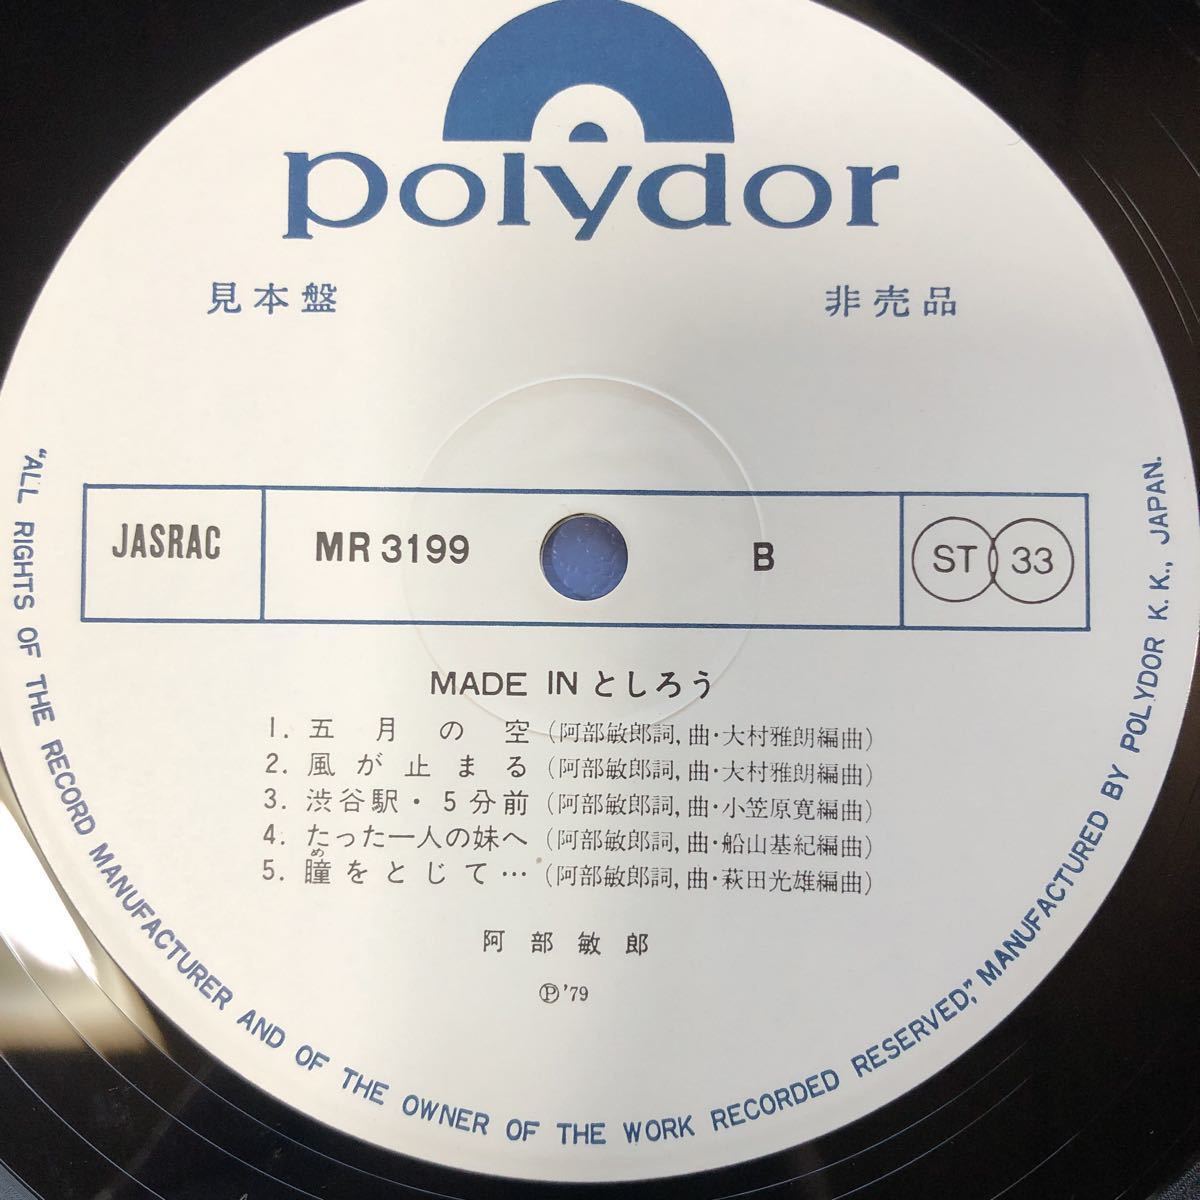 polydor
見本盤 非売品
JASRAC MR 3199 B ST 33
MADE IN としろう
1. 五月の空 (阿部敏郎詞, 曲・大村雅朗編曲)
2. 風が止まる (阿部敏郎詞, 曲・大村雅朗編曲)
3. 渋谷駅・5分前 (阿部敏郎詞, 曲・小笠原寛編曲)
4. たった一人の妹へ (阿部敏郎詞, 曲・船山基紀編曲)
め
5. 瞳をとじて… (阿部敏郎詞, 曲・萩田光雄編曲)
阿部敏郎
Ⓟ'79
"ALL RIGHTS OF THE RECORD MANUFACTURER AND OF THE OWNER OF THE WORK RECORDED RESERVED," MANUFACTURED BY POLYDOR K.K., JAPAN.